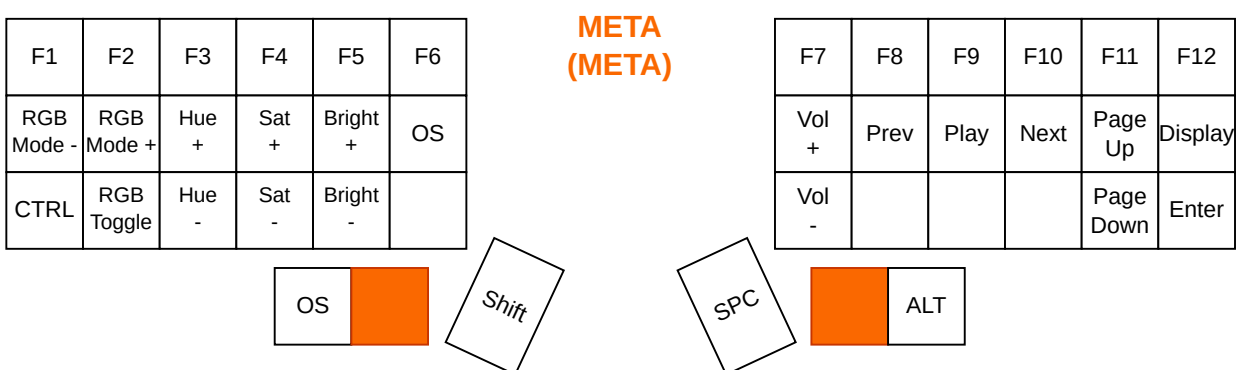 META
(META)
F1 F2 F3 F4 F5 F6 F7 F8 F9 F10 F11 F12
RGB Mode - RGB Mode + Hue + Sat + Bright + OS Vol + Prev Play Next Page Up Display
CTRL RGB Toggle Hue - Sat - Bright - Vol - Page Down Enter
OS Shift SPC ALT